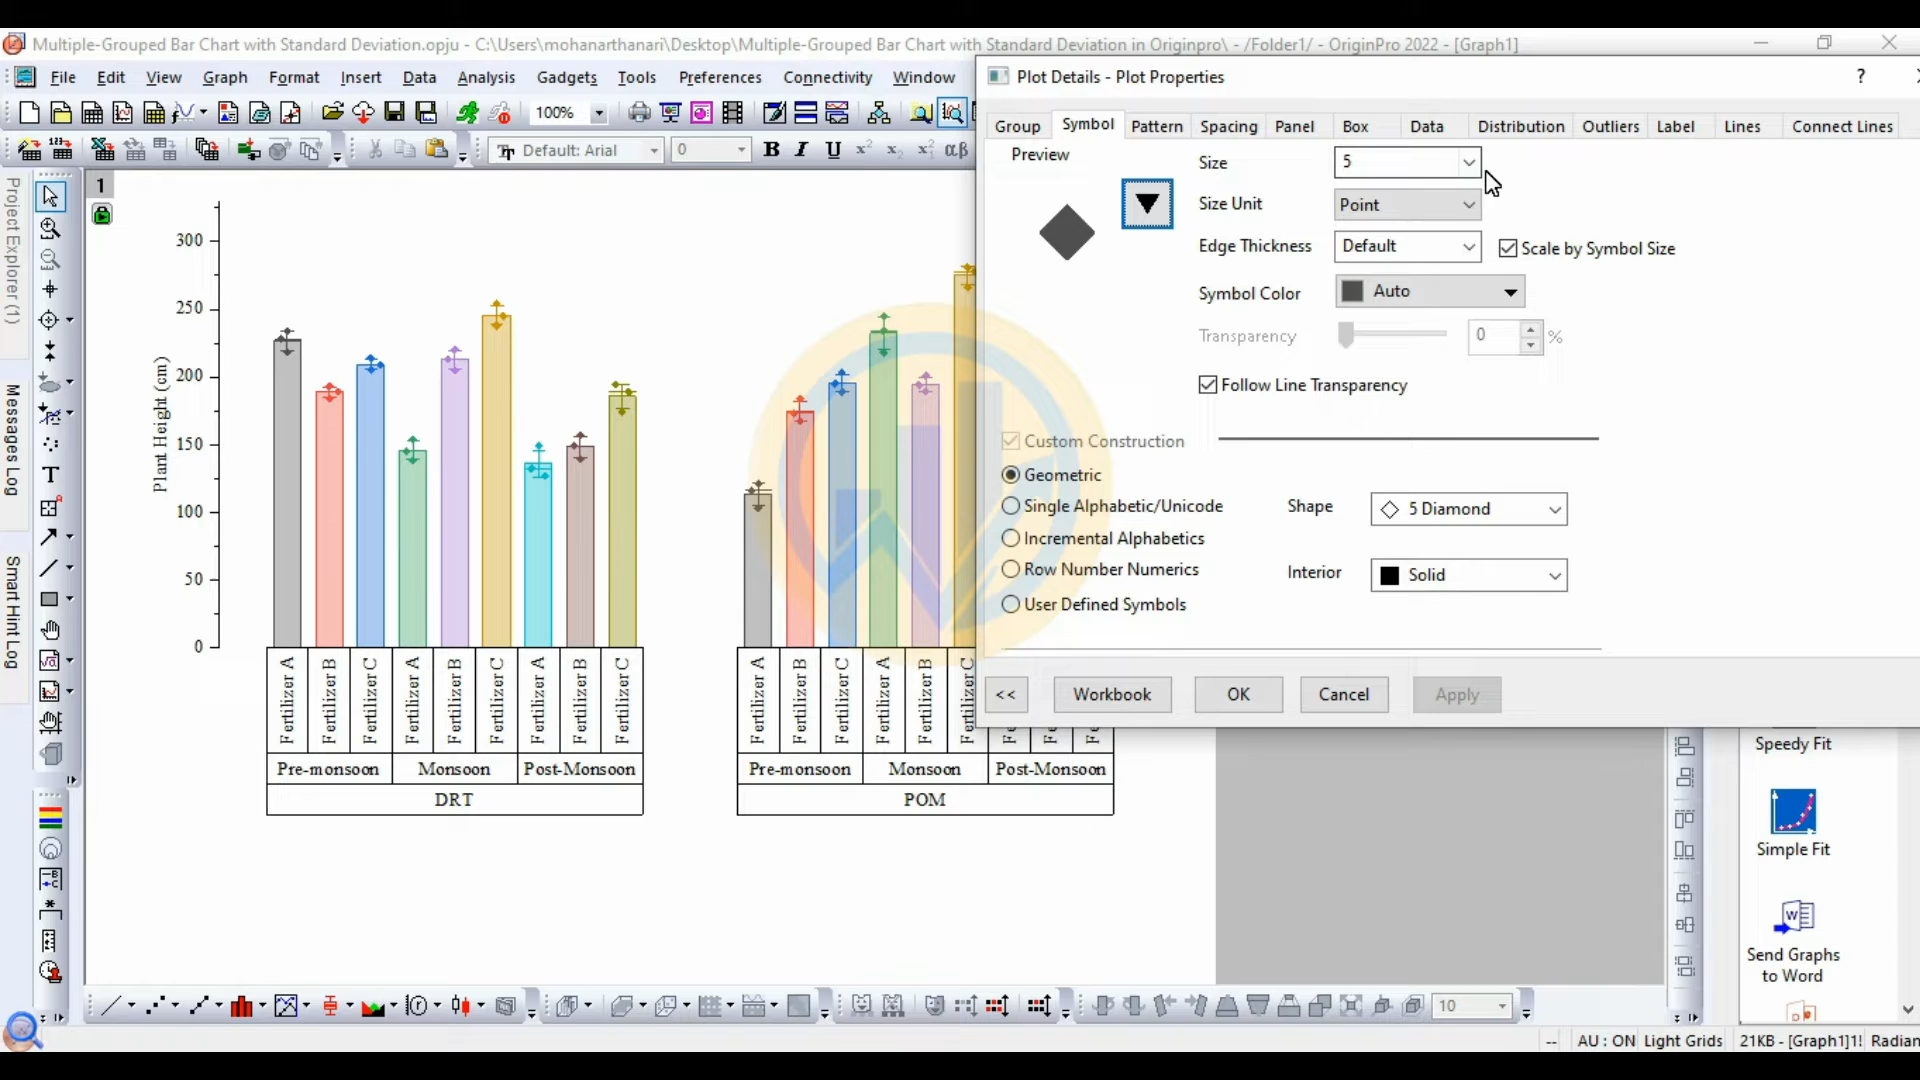 Multiple-Grouped Bar Chart with Standard Deviation.opju - C:\Users\mohanarthanari\Desktop\Multiple-Grouped Bar Chart with Standard Deviation in Originpro\ - /Folder1/ - OriginPro 2022 - [Graph1]
File Edit View Graph Format Insert Data Analysis Gadgets Tools Preferences Connectivity Window
Plot Details - Plot Properties
?
100%
Default: Arial
0
B I U
αβ
Group Symbol Pattern Spacing Panel Box Data Distribution Outliers Label Lines Connect Lines
Preview
Size
5
Size Unit
Point
Edge Thickness
Default
Scale by Symbol Size
Symbol Color
Auto
Transparency
0
%
Follow Line Transparency
Custom Construction
Geometric
Single Alphabetic/Unicode
Incremental Alphabetics
Row Number Numerics
User Defined Symbols
Shape
5 Diamond
Interior
Solid
<<
Workbook
OK
Cancel
Apply
Project Explorer (1)
Messages Log
Smart Hint Log
1
Plant Height (cm)
300
250
200
150
100
50
0
Fertilizer A
Fertilizer B
Fertilizer C
Fertilizer A
Fertilizer B
Fertilizer C
Fertilizer A
Fertilizer B
Fertilizer C
Pre-monsoon
Monsoon
Post-Monsoon
DRT
Fertilizer A
Fertilizer B
Fertilizer C
Fertilizer A
Fertilizer B
Pre-monsoon
Monsoon
Post-Monsoon
POM
Speedy Fit
Simple Fit
Send Graphs
to Word
10
-- AU : ON Light Grids 21KB - [Graph1]1! Radian